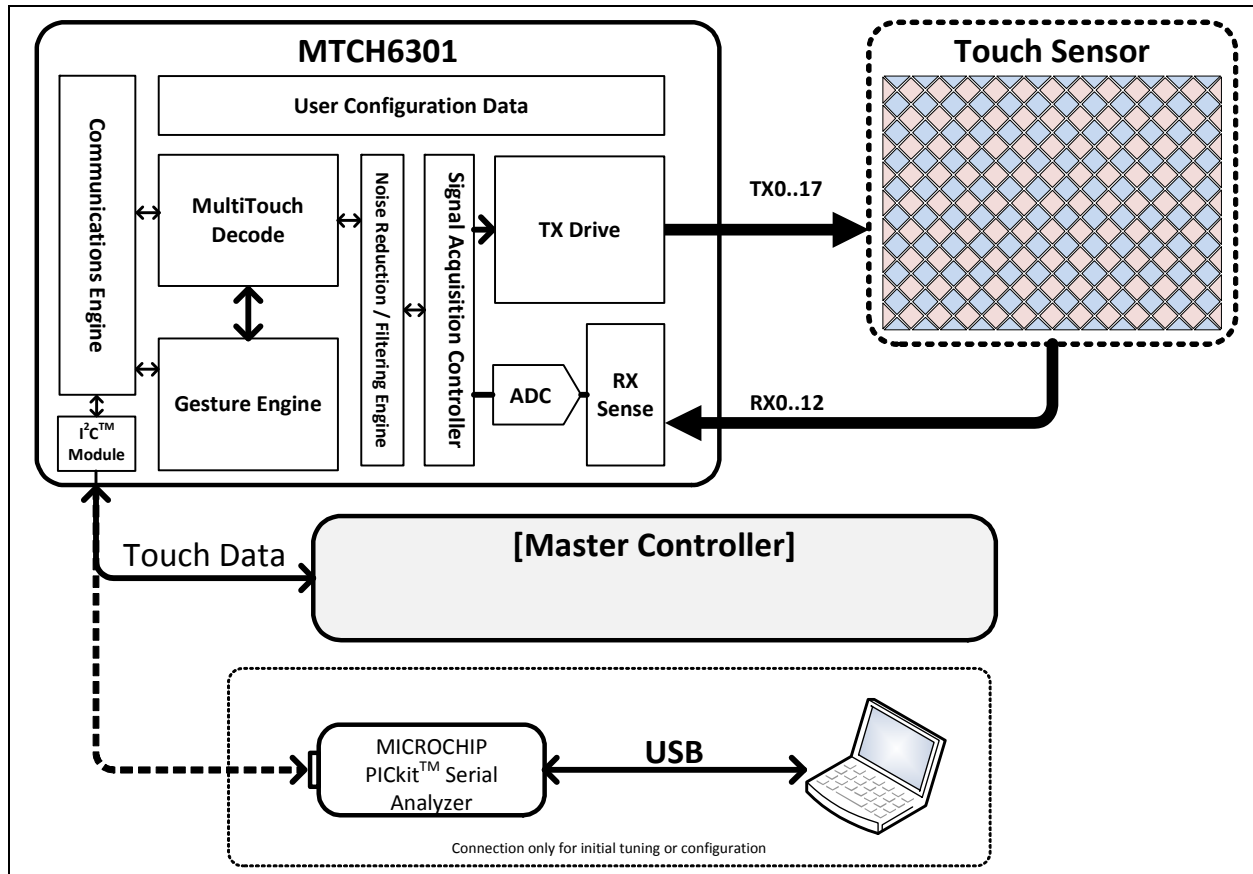 MTCH6301
User Configuration Data
Communications Engine
MultiTouch
Decode
Gesture Engine
Noise Reduction / Filtering Engine
Signal Acquisition Controller
TX Drive
ADC
RX
Sense
I²C™
Module
TX0..17
RX0..12
Touch Sensor
Touch Data
[Master Controller]
MICROCHIP
PICkit™ Serial
Analyzer
USB
Connection only for initial tuning or configuration